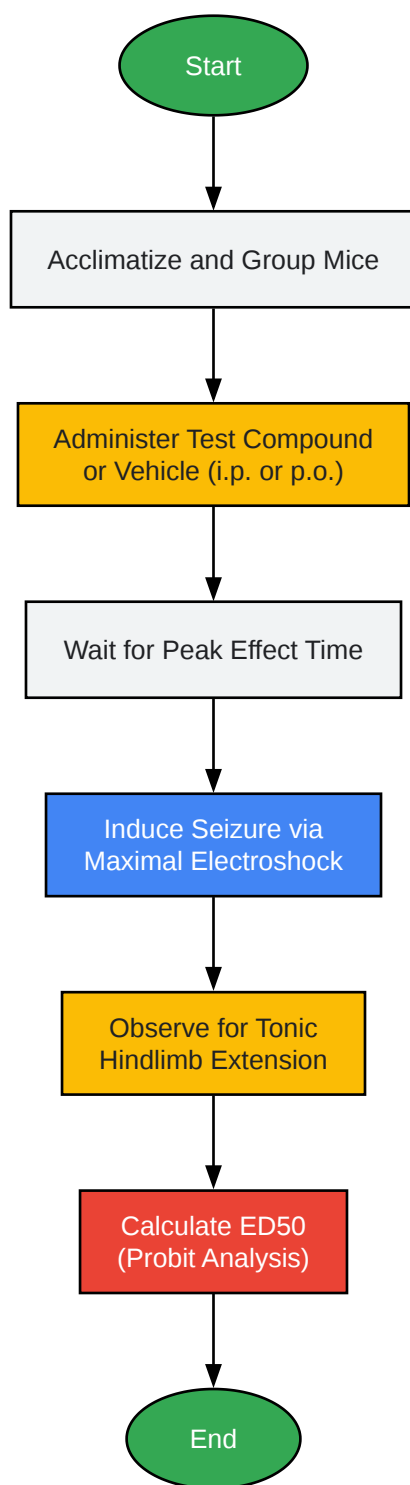 Start
Acclimatize and Group Mice
Administer Test Compound
or Vehicle (i.p. or p.o.)
Wait for Peak Effect Time
Induce Seizure via
Maximal Electroshock
Observe for Tonic
Hindlimb Extension
Calculate ED50
(Probit Analysis)
End